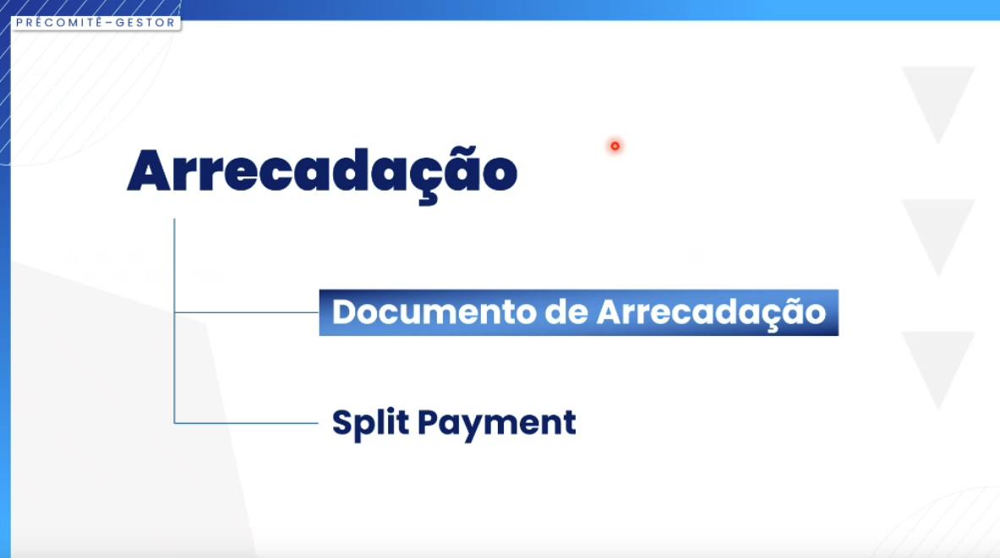 PRÉCOMITÊ–GESTOR
Arrecadação
Documento de Arrecadação
Split Payment